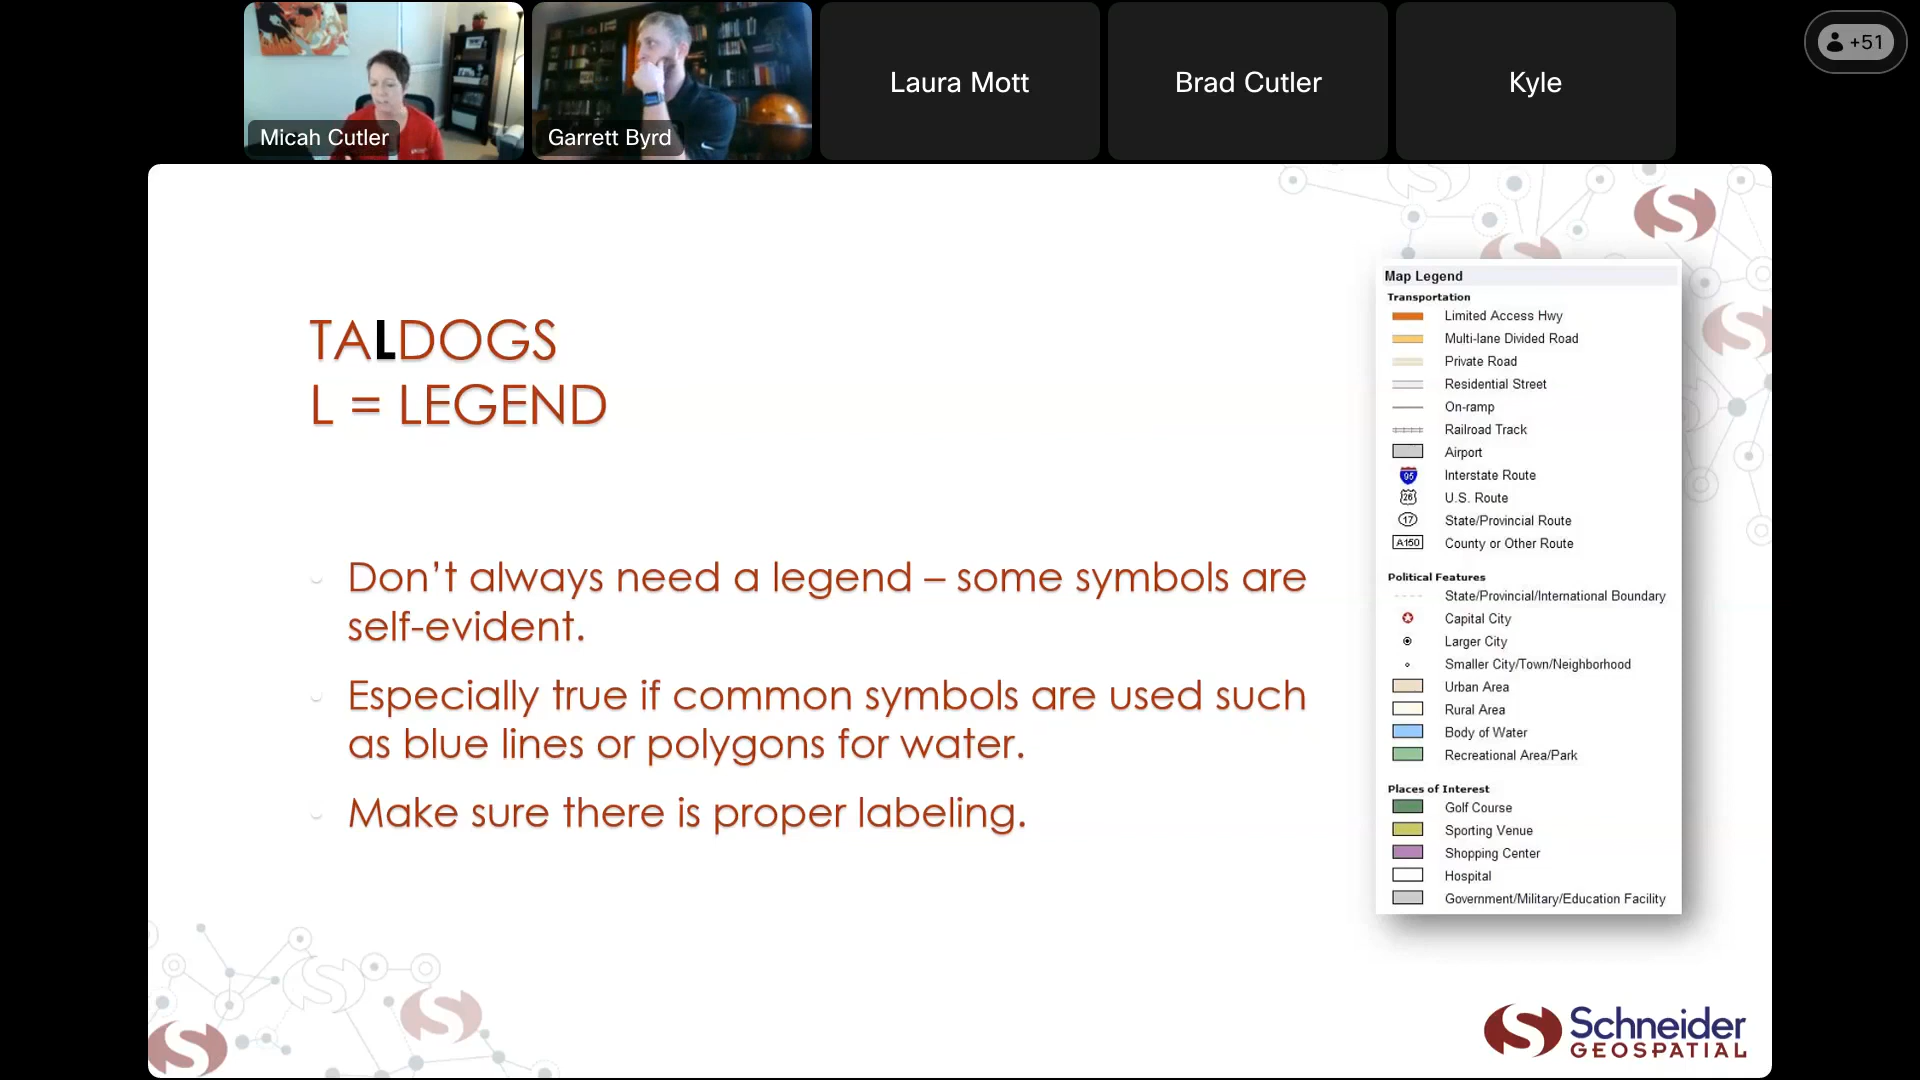 Micah Cutler
Garrett Byrd
Laura Mott
Brad Cutler
Kyle
+51
TALDOGS
L = LEGEND
Don't always need a legend – some symbols are
self-evident.
Especially true if common symbols are used such
as blue lines or polygons for water.
Make sure there is proper labeling.
Map Legend
Transportation
Limited Access Hwy
Multi-lane Divided Road
Private Road
Residential Street
On-ramp
Railroad Track
Airport
95 Interstate Route
26 U.S. Route
17 State/Provincial Route
A150 County or Other Route
Political Features
State/Provincial/International Boundary
Capital City
Larger City
Smaller City/Town/Neighborhood
Urban Area
Rural Area
Body of Water
Recreational Area/Park
Places of Interest
Golf Course
Sporting Venue
Shopping Center
Hospital
Government/Military/Education Facility
Schneider
GEOSPATIAL